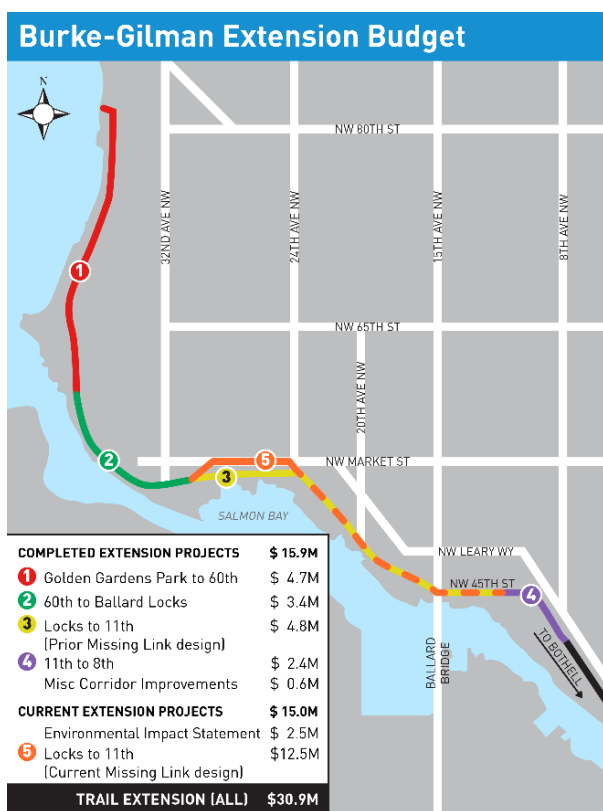 Burke-Gilman Extension Budget
N
NW 80TH ST
32ND AVE NW
24TH AVE NW
15TH AVE NW
8TH AVE NW
1
NW 65TH ST
20TH AVE NW
2
5
NW MARKET ST
3
SALMON BAY
NW LEARY WY
NW 45TH ST
4
BALLARD
BRIDGE
TO BOTHELL
COMPLETED EXTENSION PROJECTS $ 15.9M
1 Golden Gardens Park to 60th $ 4.7M
2 60th to Ballard Locks $ 3.4M
3 Locks to 11th $ 4.8M
(Prior Missing Link design)
4 11th to 8th $ 2.4M
Misc Corridor Improvements $ 0.6M
CURRENT EXTENSION PROJECTS $ 15.0M
Environmental Impact Statement $ 2.5M
5 Locks to 11th $12.5M
(Current Missing Link design)
TRAIL EXTENSION (ALL) $30.9M